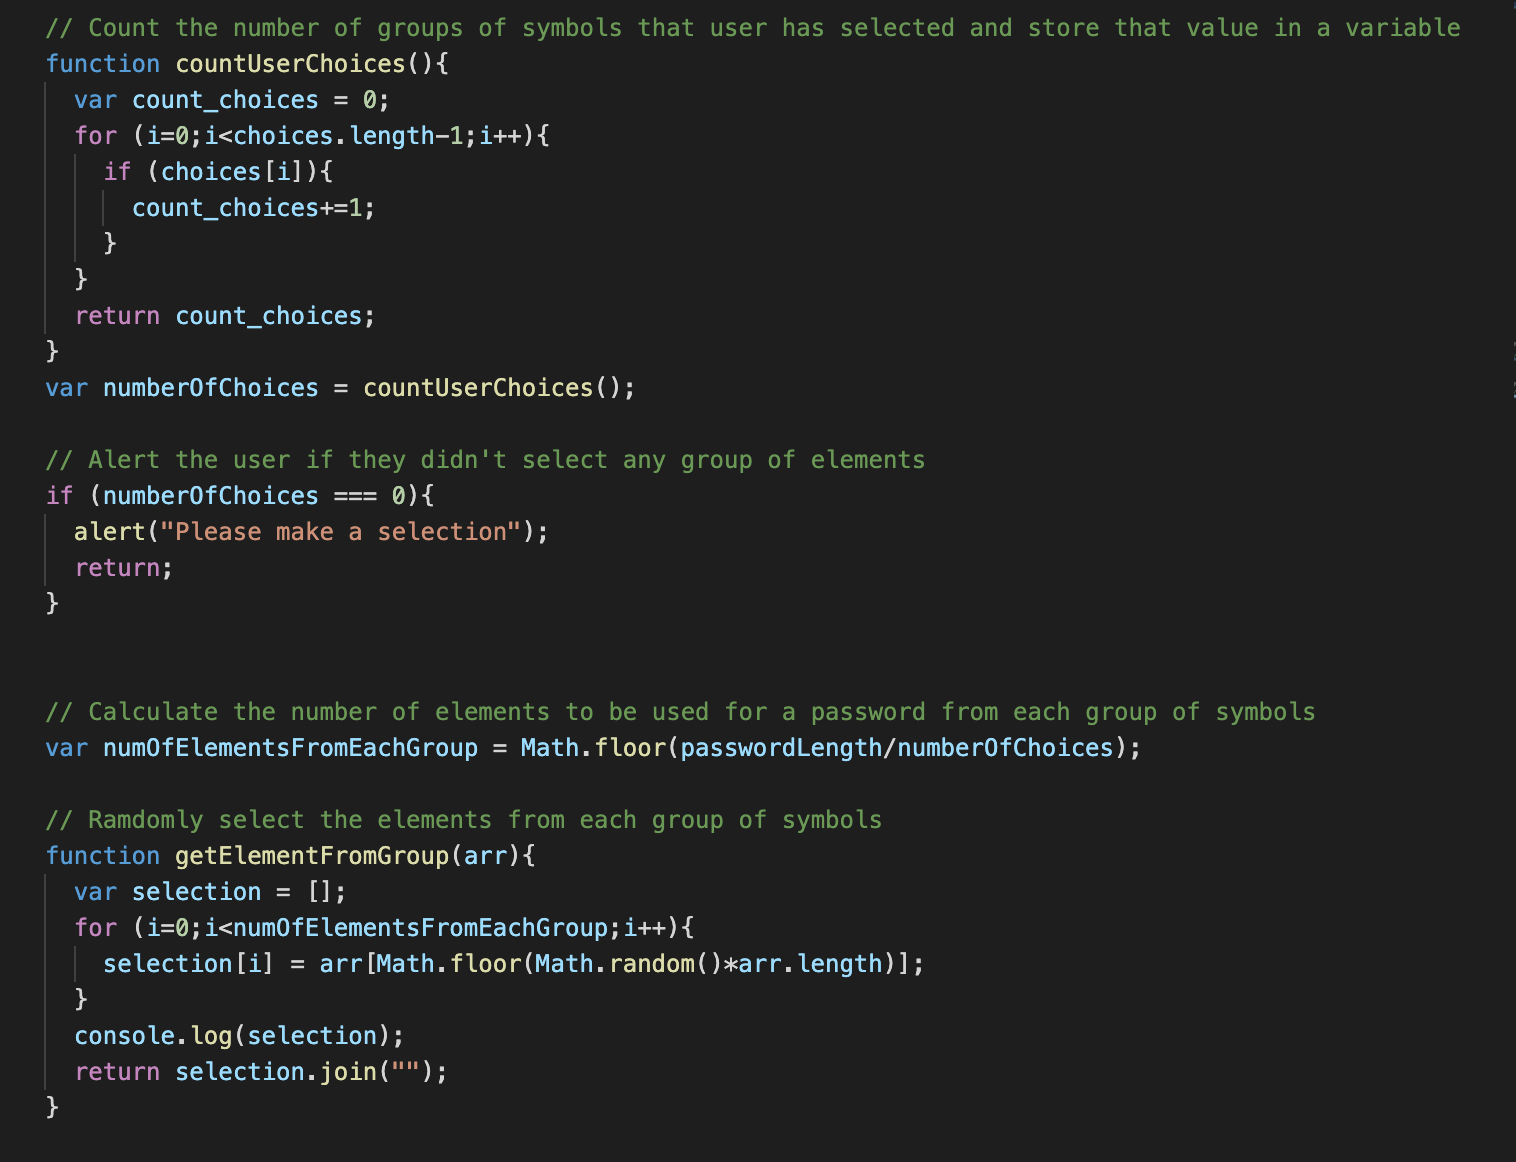 // Count the number of groups of symbols that user has selected and store that value in a variable
function countUserChoices(){
  var count_choices = 0;
  for (i=0;i<choices.length-1;i++){
    if (choices[i]){
      count_choices+=1;
    }
  }
  return count_choices;
}
var numberOfChoices = countUserChoices();

// Alert the user if they didn't select any group of elements
if (numberOfChoices === 0){
  alert("Please make a selection");
  return;
}

// Calculate the number of elements to be used for a password from each group of symbols
var numOfElementsFromEachGroup = Math.floor(passwordLength/numberOfChoices);

// Ramdomly select the elements from each group of symbols
function getElementFromGroup(arr){
  var selection = [];
  for (i=0;i<numOfElementsFromEachGroup;i++){
    selection[i] = arr[Math.floor(Math.random()*arr.length)];
  }
  console.log(selection);
  return selection.join("");
}